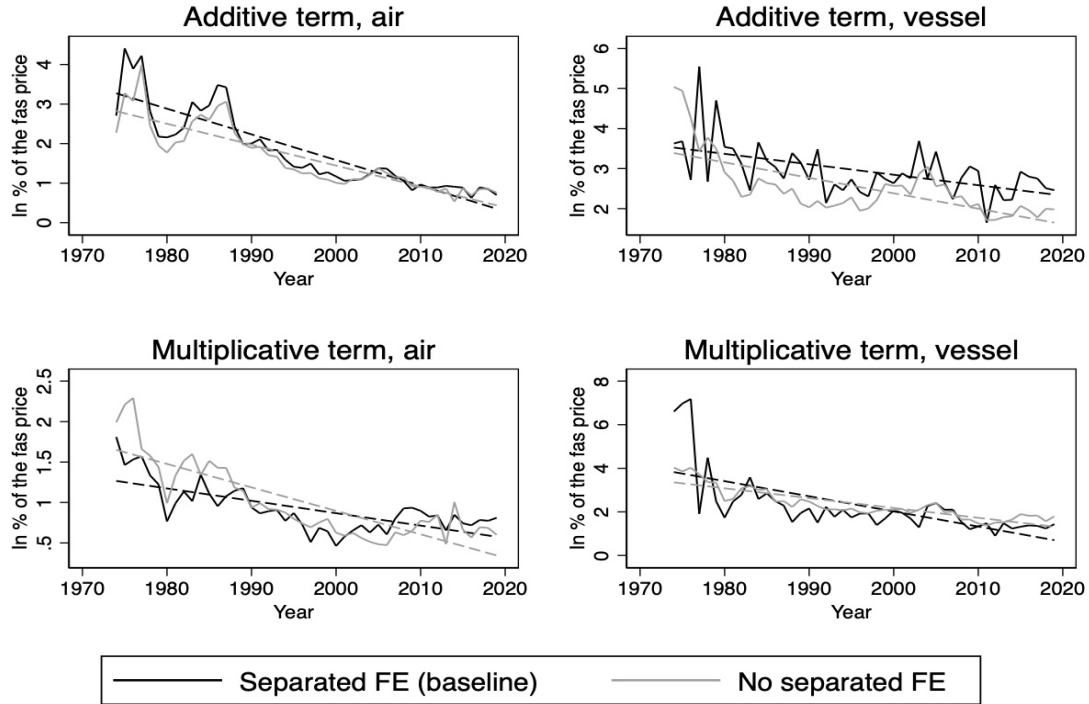 Additive term, air
In % of the fas price
4
3
2
1
0
1970 1980 1990 2000 2010 2020
Year
Additive term, vessel
In % of the fas price
6
5
4
3
2
1970 1980 1990 2000 2010 2020
Year
Multiplicative term, air
In % of the fas price
2.5
2
1.5
1
.5
1970 1980 1990 2000 2010 2020
Year
Multiplicative term, vessel
In % of the fas price
8
6
4
2
0
1970 1980 1990 2000 2010 2020
Year
Separated FE (baseline) No separated FE